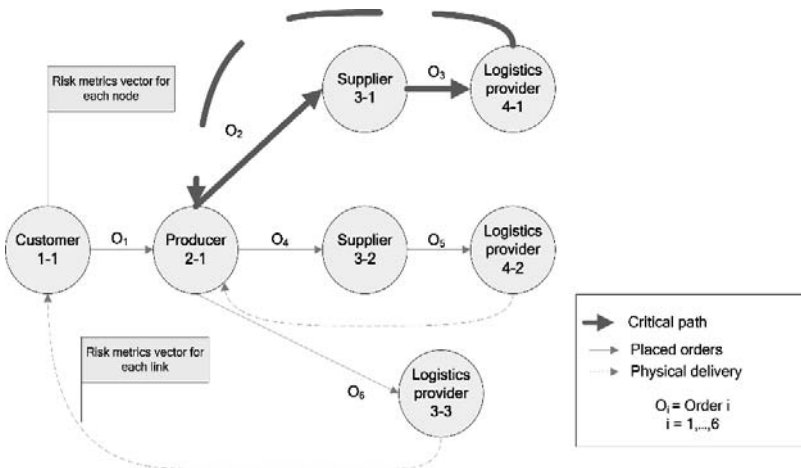 Risk metrics vector for
each node
Supplier
3-1
O3
Logistics
provider
4-1
O2
Customer
1-1
O1
Producer
2-1
O4
Supplier
3-2
O5
Logistics
provider
4-2
Risk metrics vector for
each link
O6
Logistics
provider
3-3
Critical path
Placed orders
Physical delivery
Oi = Order i
i = 1,...,6